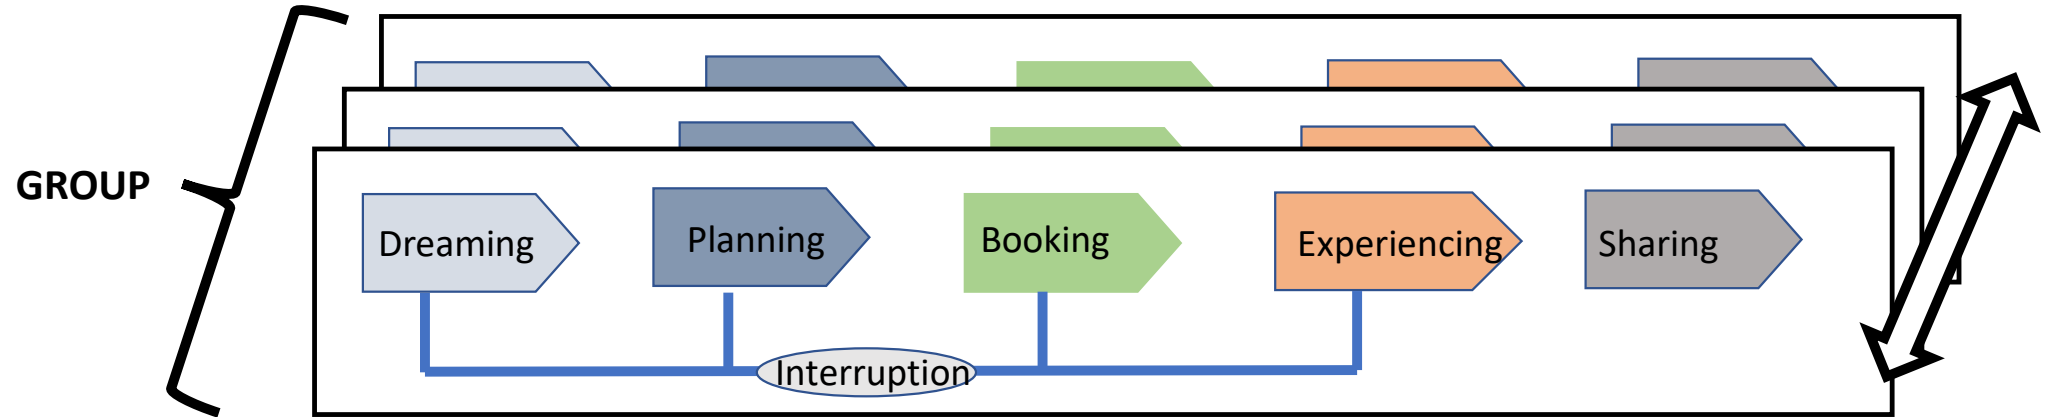 GROUP
Dreaming
Planning
Booking
Experiencing
Sharing
Interruption